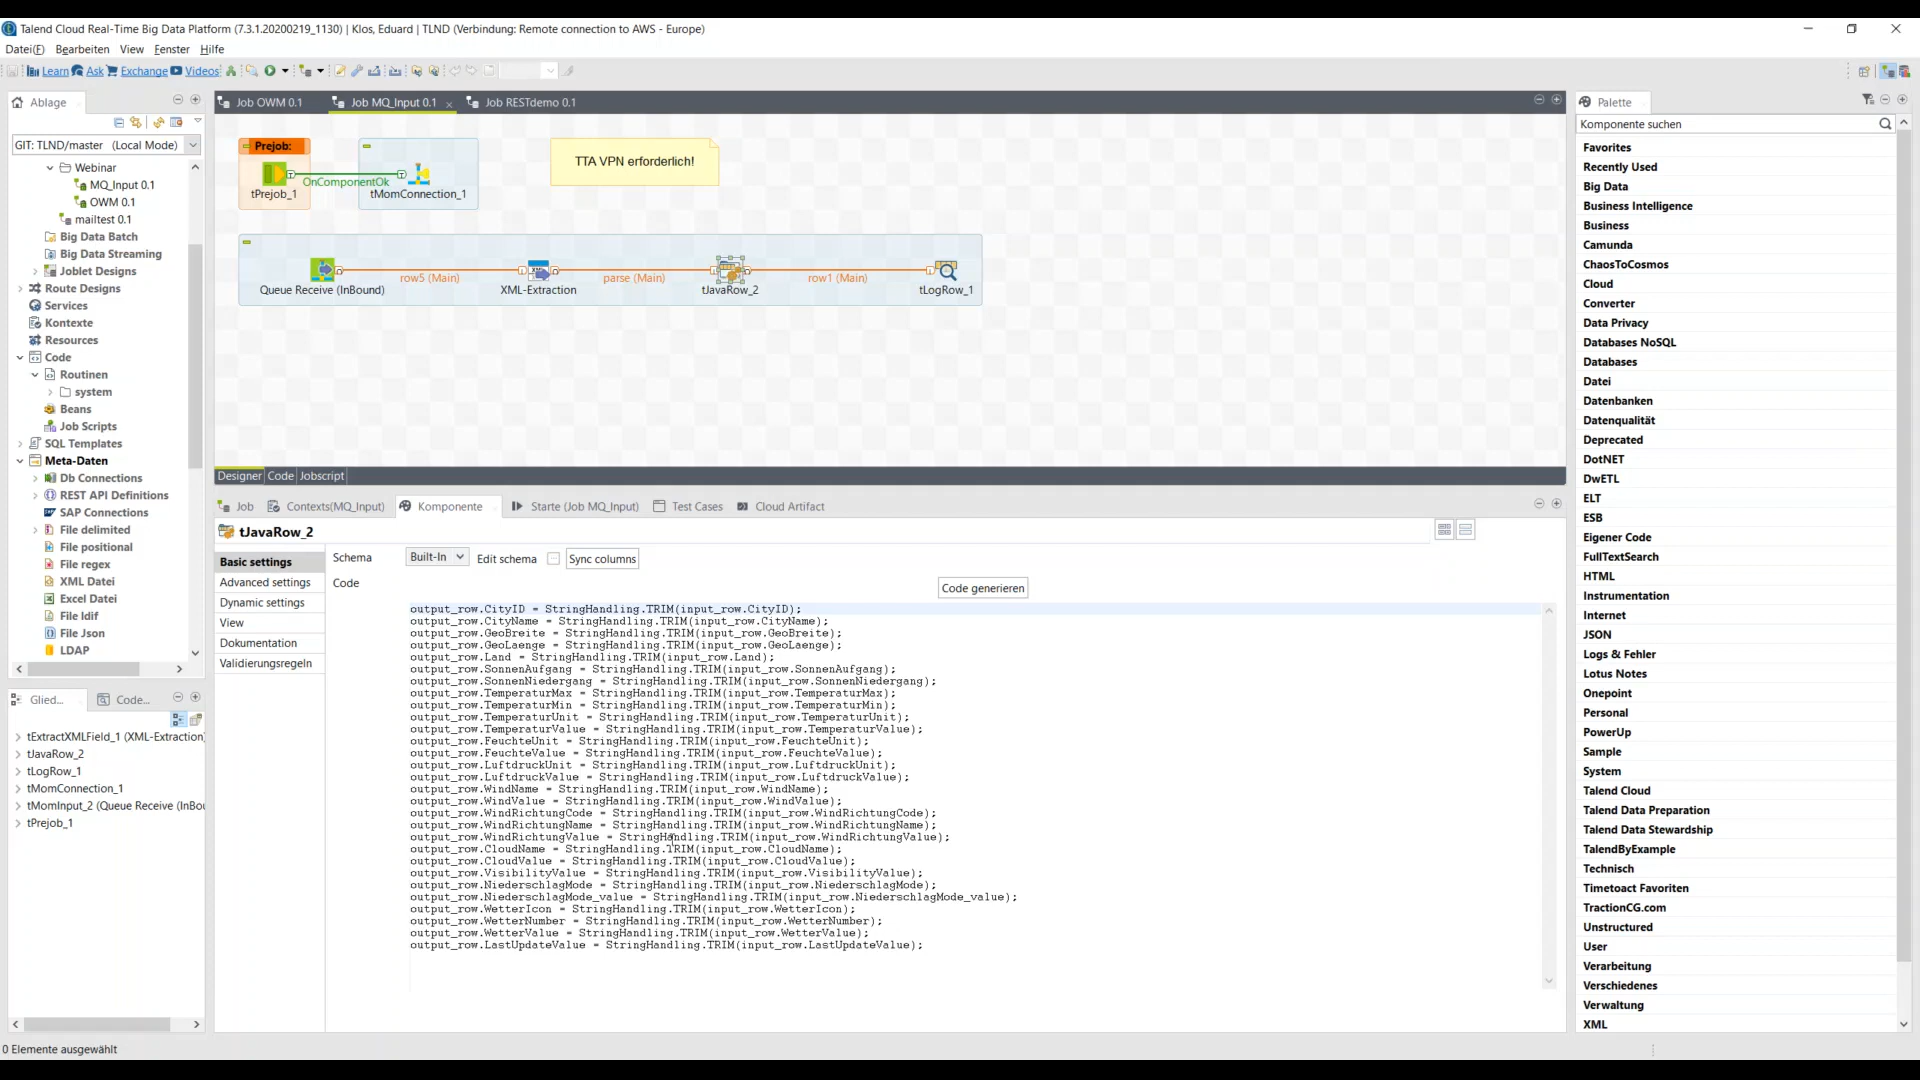 Talend Cloud Real-Time Big Data Platform (7.3.1.20200219_1130) | Klos, Eduard | TLND (Verbindung: Remote connection to AWS - Europe)
Datei(F) Bearbeiten View Fenster Hilfe
Learn Ask Exchange Videos
Ablage
GIT: TLND/master (Local Mode)
Webinar
MQ_Input 0.1
OWM 0.1
mailtest 0.1
Big Data Batch
Big Data Streaming
Joblet Designs
Route Designs
Services
Kontexte
Resources
Code
Routinen
system
Beans
Job Scripts
SQL Templates
Meta-Daten
Db Connections
REST API Definitions
SAP Connections
File delimited
File positional
File regex
XML Datei
Excel Datei
File ldif
File Json
LDAP
Glied...
Code...
tExtractXMLField_1 (XML-Extraction)
tJavaRow_2
tLogRow_1
tMomConnection_1
tMomInput_2 (Queue Receive (InBou
tPrejob_1
0 Elemente ausgewählt
Job OWM 0.1
Job MQ_Input 0.1
Job RESTdemo 0.1
Prejob:
tPrejob_1
OnComponentOk
tMomConnection_1
TTA VPN erforderlich!
Queue Receive (InBound)
row5 (Main)
XML-Extraction
parse (Main)
tJavaRow_2
row1 (Main)
tLogRow_1
Designer Code Jobscript
Job
Contexts(MQ_Input)
Komponente
Starte (Job MQ_Input)
Test Cases
Cloud Artifact
tJavaRow_2
Basic settings
Advanced settings
Dynamic settings
View
Dokumentation
Validierungsregeln
Schema
Built-In
Edit schema
Sync columns
Code
Code generieren
output_row.CityID = StringHandling.TRIM(input_row.CityID);
output_row.CityName = StringHandling.TRIM(input_row.CityName);
output_row.GeoBreite = StringHandling.TRIM(input_row.GeoBreite);
output_row.GeoLaenge = StringHandling.TRIM(input_row.GeoLaenge);
output_row.Land = StringHandling.TRIM(input_row.Land);
output_row.SonnenAufgang = StringHandling.TRIM(input_row.SonnenAufgang);
output_row.SonnenNiedergang = StringHandling.TRIM(input_row.SonnenNiedergang);
output_row.TemperaturMax = StringHandling.TRIM(input_row.TemperaturMax);
output_row.TemperaturMin = StringHandling.TRIM(input_row.TemperaturMin);
output_row.TemperaturUnit = StringHandling.TRIM(input_row.TemperaturUnit);
output_row.TemperaturValue = StringHandling.TRIM(input_row.TemperaturValue);
output_row.FeuchteUnit = StringHandling.TRIM(input_row.FeuchteUnit);
output_row.FeuchteValue = StringHandling.TRIM(input_row.FeuchteValue);
output_row.LuftdruckUnit = StringHandling.TRIM(input_row.LuftdruckUnit);
output_row.LuftdruckValue = StringHandling.TRIM(input_row.LuftdruckValue);
output_row.WindName = StringHandling.TRIM(input_row.WindName);
output_row.WindValue = StringHandling.TRIM(input_row.WindValue);
output_row.WindRichtungCode = StringHandling.TRIM(input_row.WindRichtungCode);
output_row.WindRichtungName = StringHandling.TRIM(input_row.WindRichtungName);
output_row.WindRichtungValue = StringHandling.TRIM(input_row.WindRichtungValue);
output_row.CloudName = StringHandling.TRIM(input_row.CloudName);
output_row.CloudValue = StringHandling.TRIM(input_row.CloudValue);
output_row.VisibilityValue = StringHandling.TRIM(input_row.VisibilityValue);
output_row.NiederschlagMode = StringHandling.TRIM(input_row.NiederschlagMode);
output_row.NiederschlagMode_value = StringHandling.TRIM(input_row.NiederschlagMode_value);
output_row.WetterIcon = StringHandling.TRIM(input_row.WetterIcon);
output_row.WetterNumber = StringHandling.TRIM(input_row.WetterNumber);
output_row.WetterValue = StringHandling.TRIM(input_row.WetterValue);
output_row.LastUpdateValue = StringHandling.TRIM(input_row.LastUpdateValue);
Palette
Komponente suchen
Favorites
Recently Used
Big Data
Business Intelligence
Business
Camunda
ChaosToCosmos
Cloud
Converter
Data Privacy
Databases NoSQL
Databases
Datei
Datenbanken
Datenqualität
Deprecated
DotNET
DwETL
ELT
ESB
Eigener Code
FullTextSearch
HTML
Instrumentation
Internet
JSON
Logs & Fehler
Lotus Notes
Onepoint
Personal
PowerUp
Sample
System
Talend Cloud
Talend Data Preparation
Talend Data Stewardship
TalendByExample
Technisch
Timetoact Favoriten
TractionCG.com
Unstructured
User
Verarbeitung
Verschiedenes
Verwaltung
XML